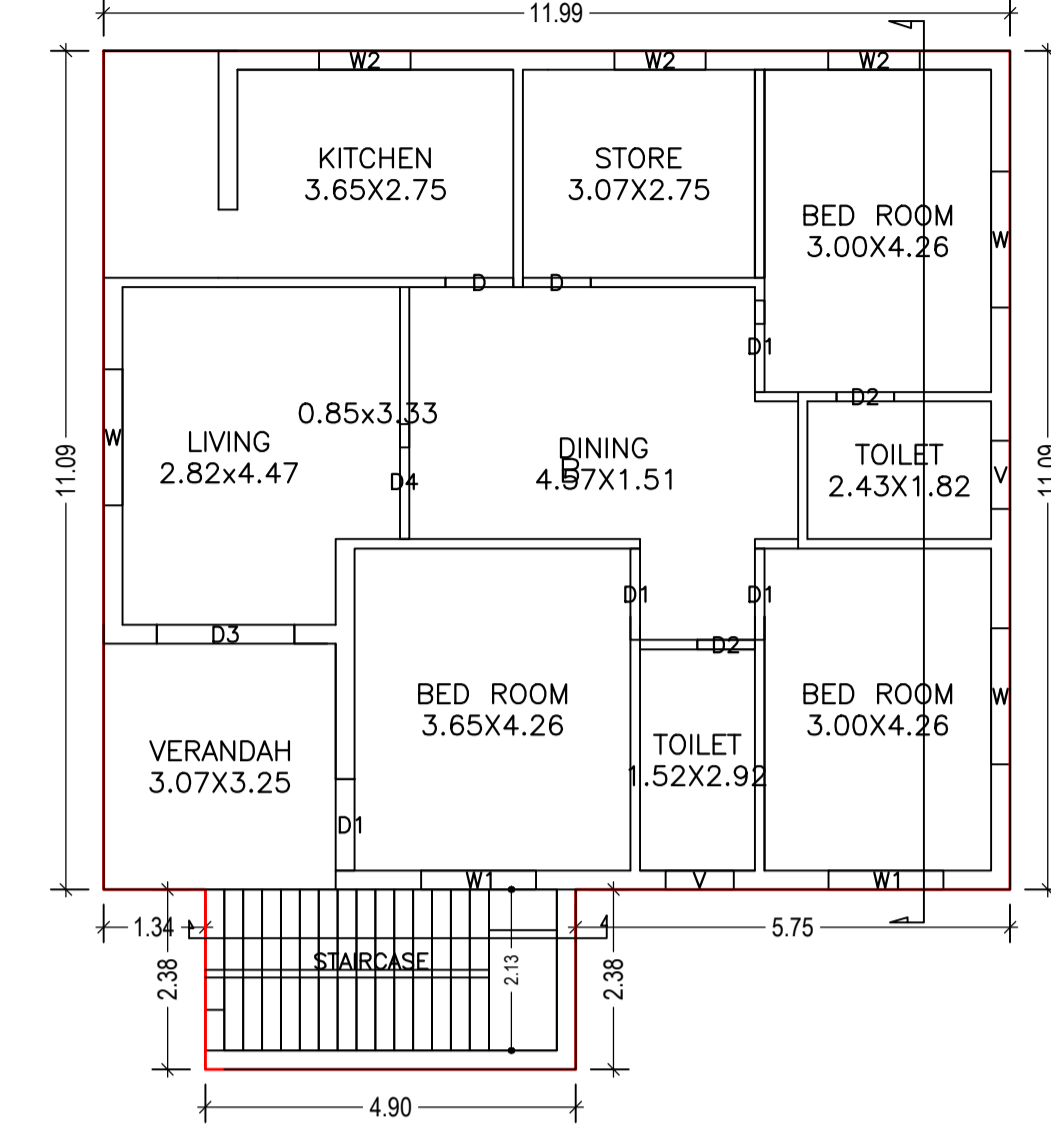 11.99
W2
W2
W2
KITCHEN
3.65X2.75
STORE
3.07X2.75
BED ROOM
3.00X4.26
W
D
D
D1
D2
0.85x3.33
W
LIVING
2.82x4.47
D4
DINING
4.57X1.51
B
TOILET
2.43X1.82
V
11.09
11.09
D1
D1
D3
D2
BED ROOM
3.65X4.26
BED ROOM
3.00X4.26
W
VERANDAH
3.07X3.25
TOILET
1.52X2.92
D1
W1
V
W1
1.34
5.75
STAIRCASE
2.38
2.13
2.38
4.90